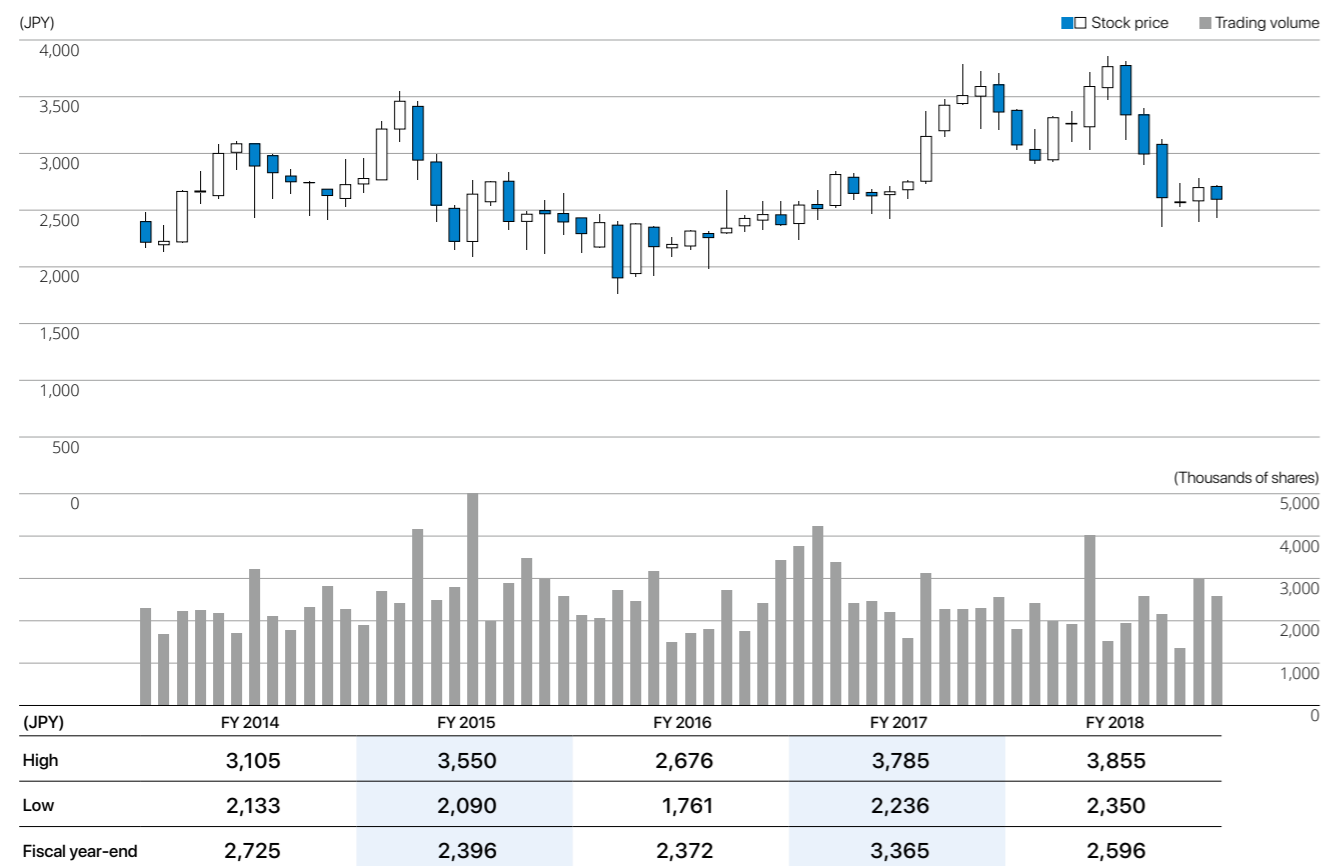 (JPY)
Stock price
Trading volume
4,000
3,500
3,000
2,500
2,000
1,500
1,000
500
0
(Thousands of shares)
5,000
4,000
3,000
2,000
1,000
0
(JPY) FY 2014 FY 2015 FY 2016 FY 2017 FY 2018
High 3,105 3,550 2,676 3,785 3,855
Low 2,133 2,090 1,761 2,236 2,350
Fiscal year-end 2,725 2,396 2,372 3,365 2,596